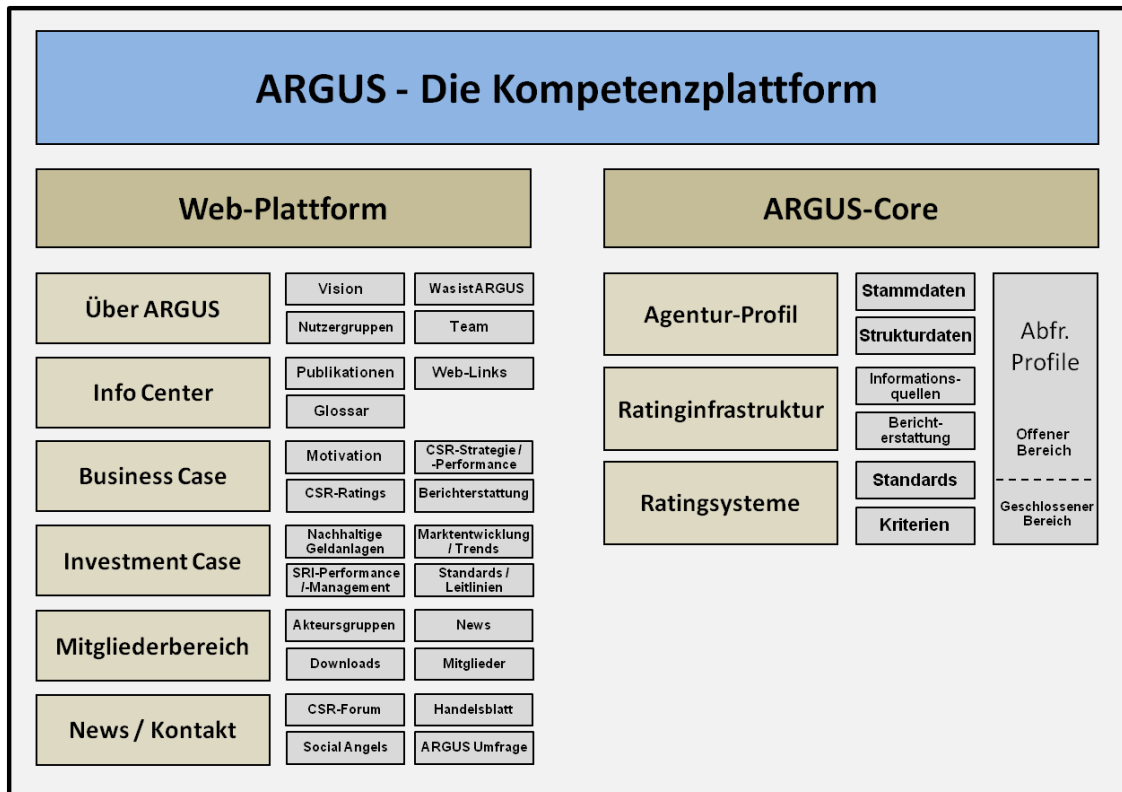 ARGUS - Die Kompetenzplattform
Web-Plattform
Über ARGUS
Vision
Was ist ARGUS
Nutzergruppen
Team
Info Center
Publikationen
Web-Links
Glossar
Business Case
Motivation
CSR-Strategie /
-Performance
CSR-Ratings
Berichterstattung
Investment Case
Nachhaltige
Geldanlagen
Marktentwicklung
/ Trends
SRI-Performance
/-Management
Standards /
Leitlinien
Mitgliederbereich
Akteursgruppen
News
Downloads
Mitglieder
News / Kontakt
CSR-Forum
Handelsblatt
Social Angels
ARGUS Umfrage
ARGUS-Core
Agentur-Profil
Stammdaten
Strukturdaten
Ratinginfrastruktur
Informations-
quellen
Bericht-
erstattung
Ratingsysteme
Standards
Kriterien
Abfr.
Profile
Offener
Bereich
Geschlossener
Bereich